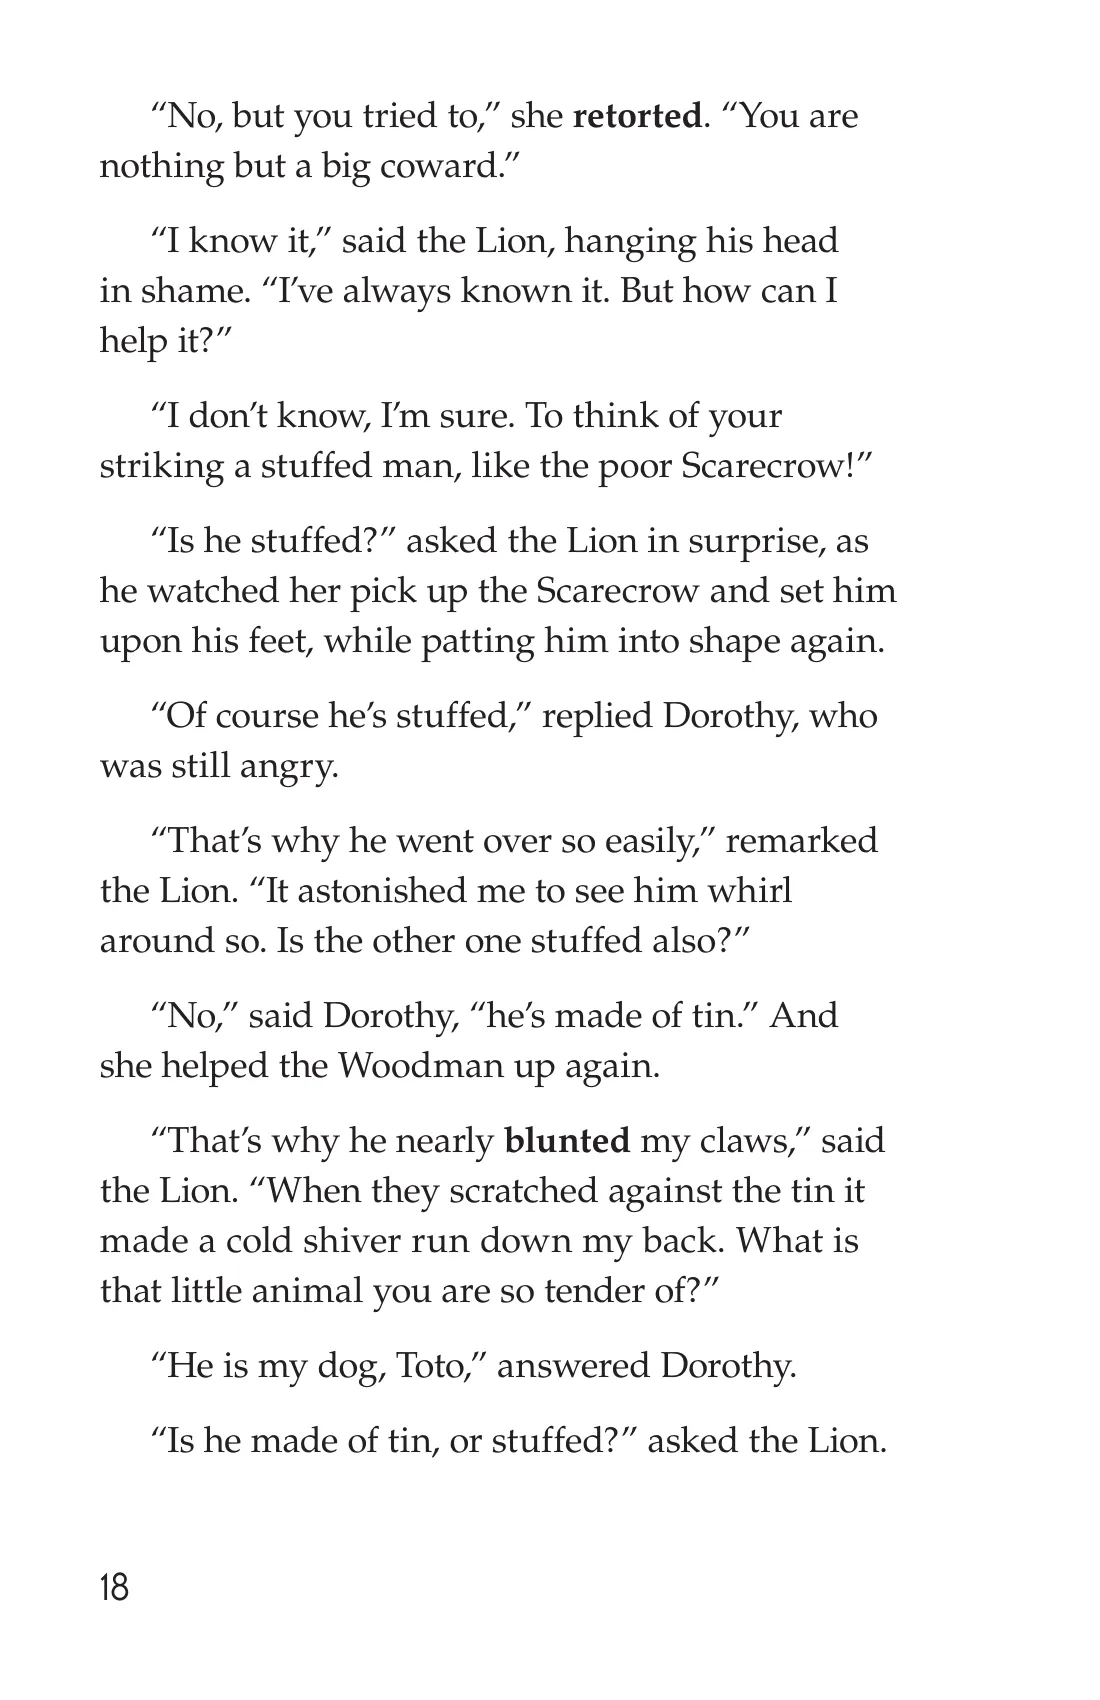 “No, but you tried to,” she retorted. “You are
nothing but a big coward.”
“I know it,” said the Lion, hanging his head
in shame. “I’ve always known it. But how can I
help it?”
“I don’t know, I’m sure. To think of your
striking a stuffed man, like the poor Scarecrow!”
“Is he stuffed?” asked the Lion in surprise, as
he watched her pick up the Scarecrow and set him
upon his feet, while patting him into shape again.
“Of course he’s stuffed,” replied Dorothy, who
was still angry.
“That’s why he went over so easily,” remarked
the Lion. “It astonished me to see him whirl
around so. Is the other one stuffed also?”
“No,” said Dorothy, “he’s made of tin.” And
she helped the Woodman up again.
“That’s why he nearly blunted my claws,” said
the Lion. “When they scratched against the tin it
made a cold shiver run down my back. What is
that little animal you are so tender of?”
“He is my dog, Toto,” answered Dorothy.
“Is he made of tin, or stuffed?” asked the Lion.
18